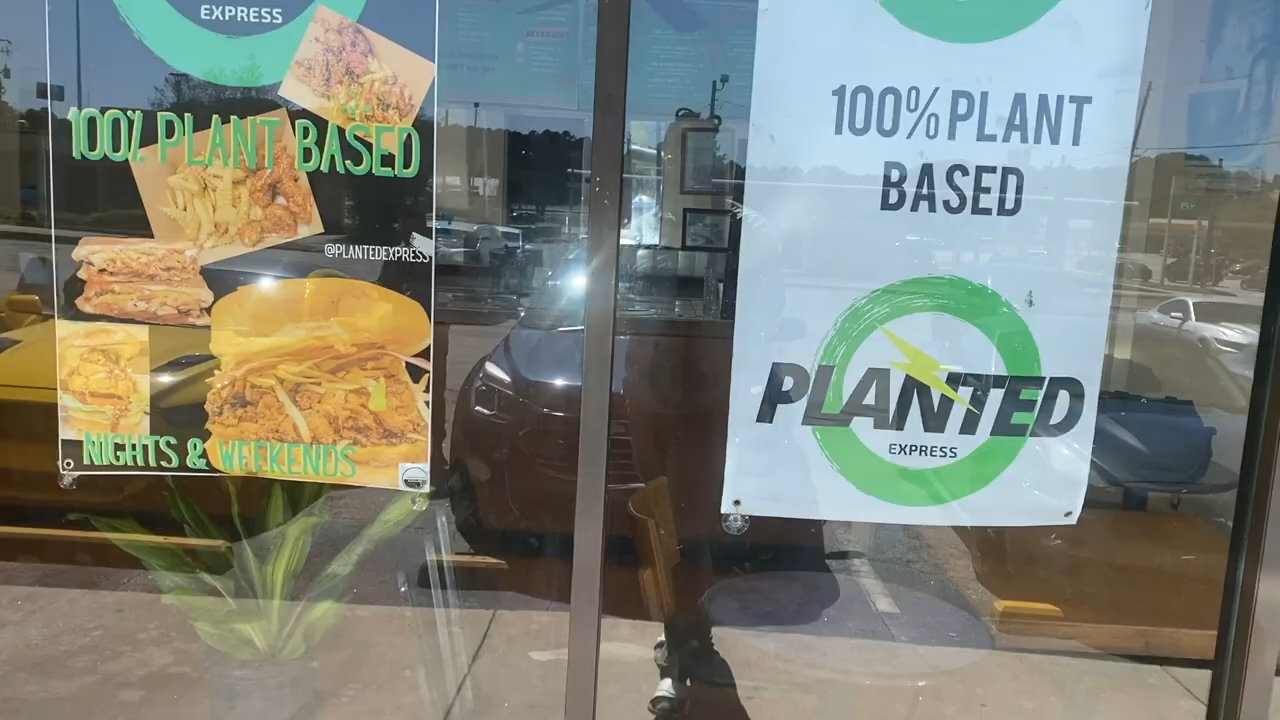 EXPRESS
100% PLANT BASED
@PLANTEDEXPRESS
NIGHTS & WEEKENDS
100% PLANT
BASED
PLANTED
EXPRESS